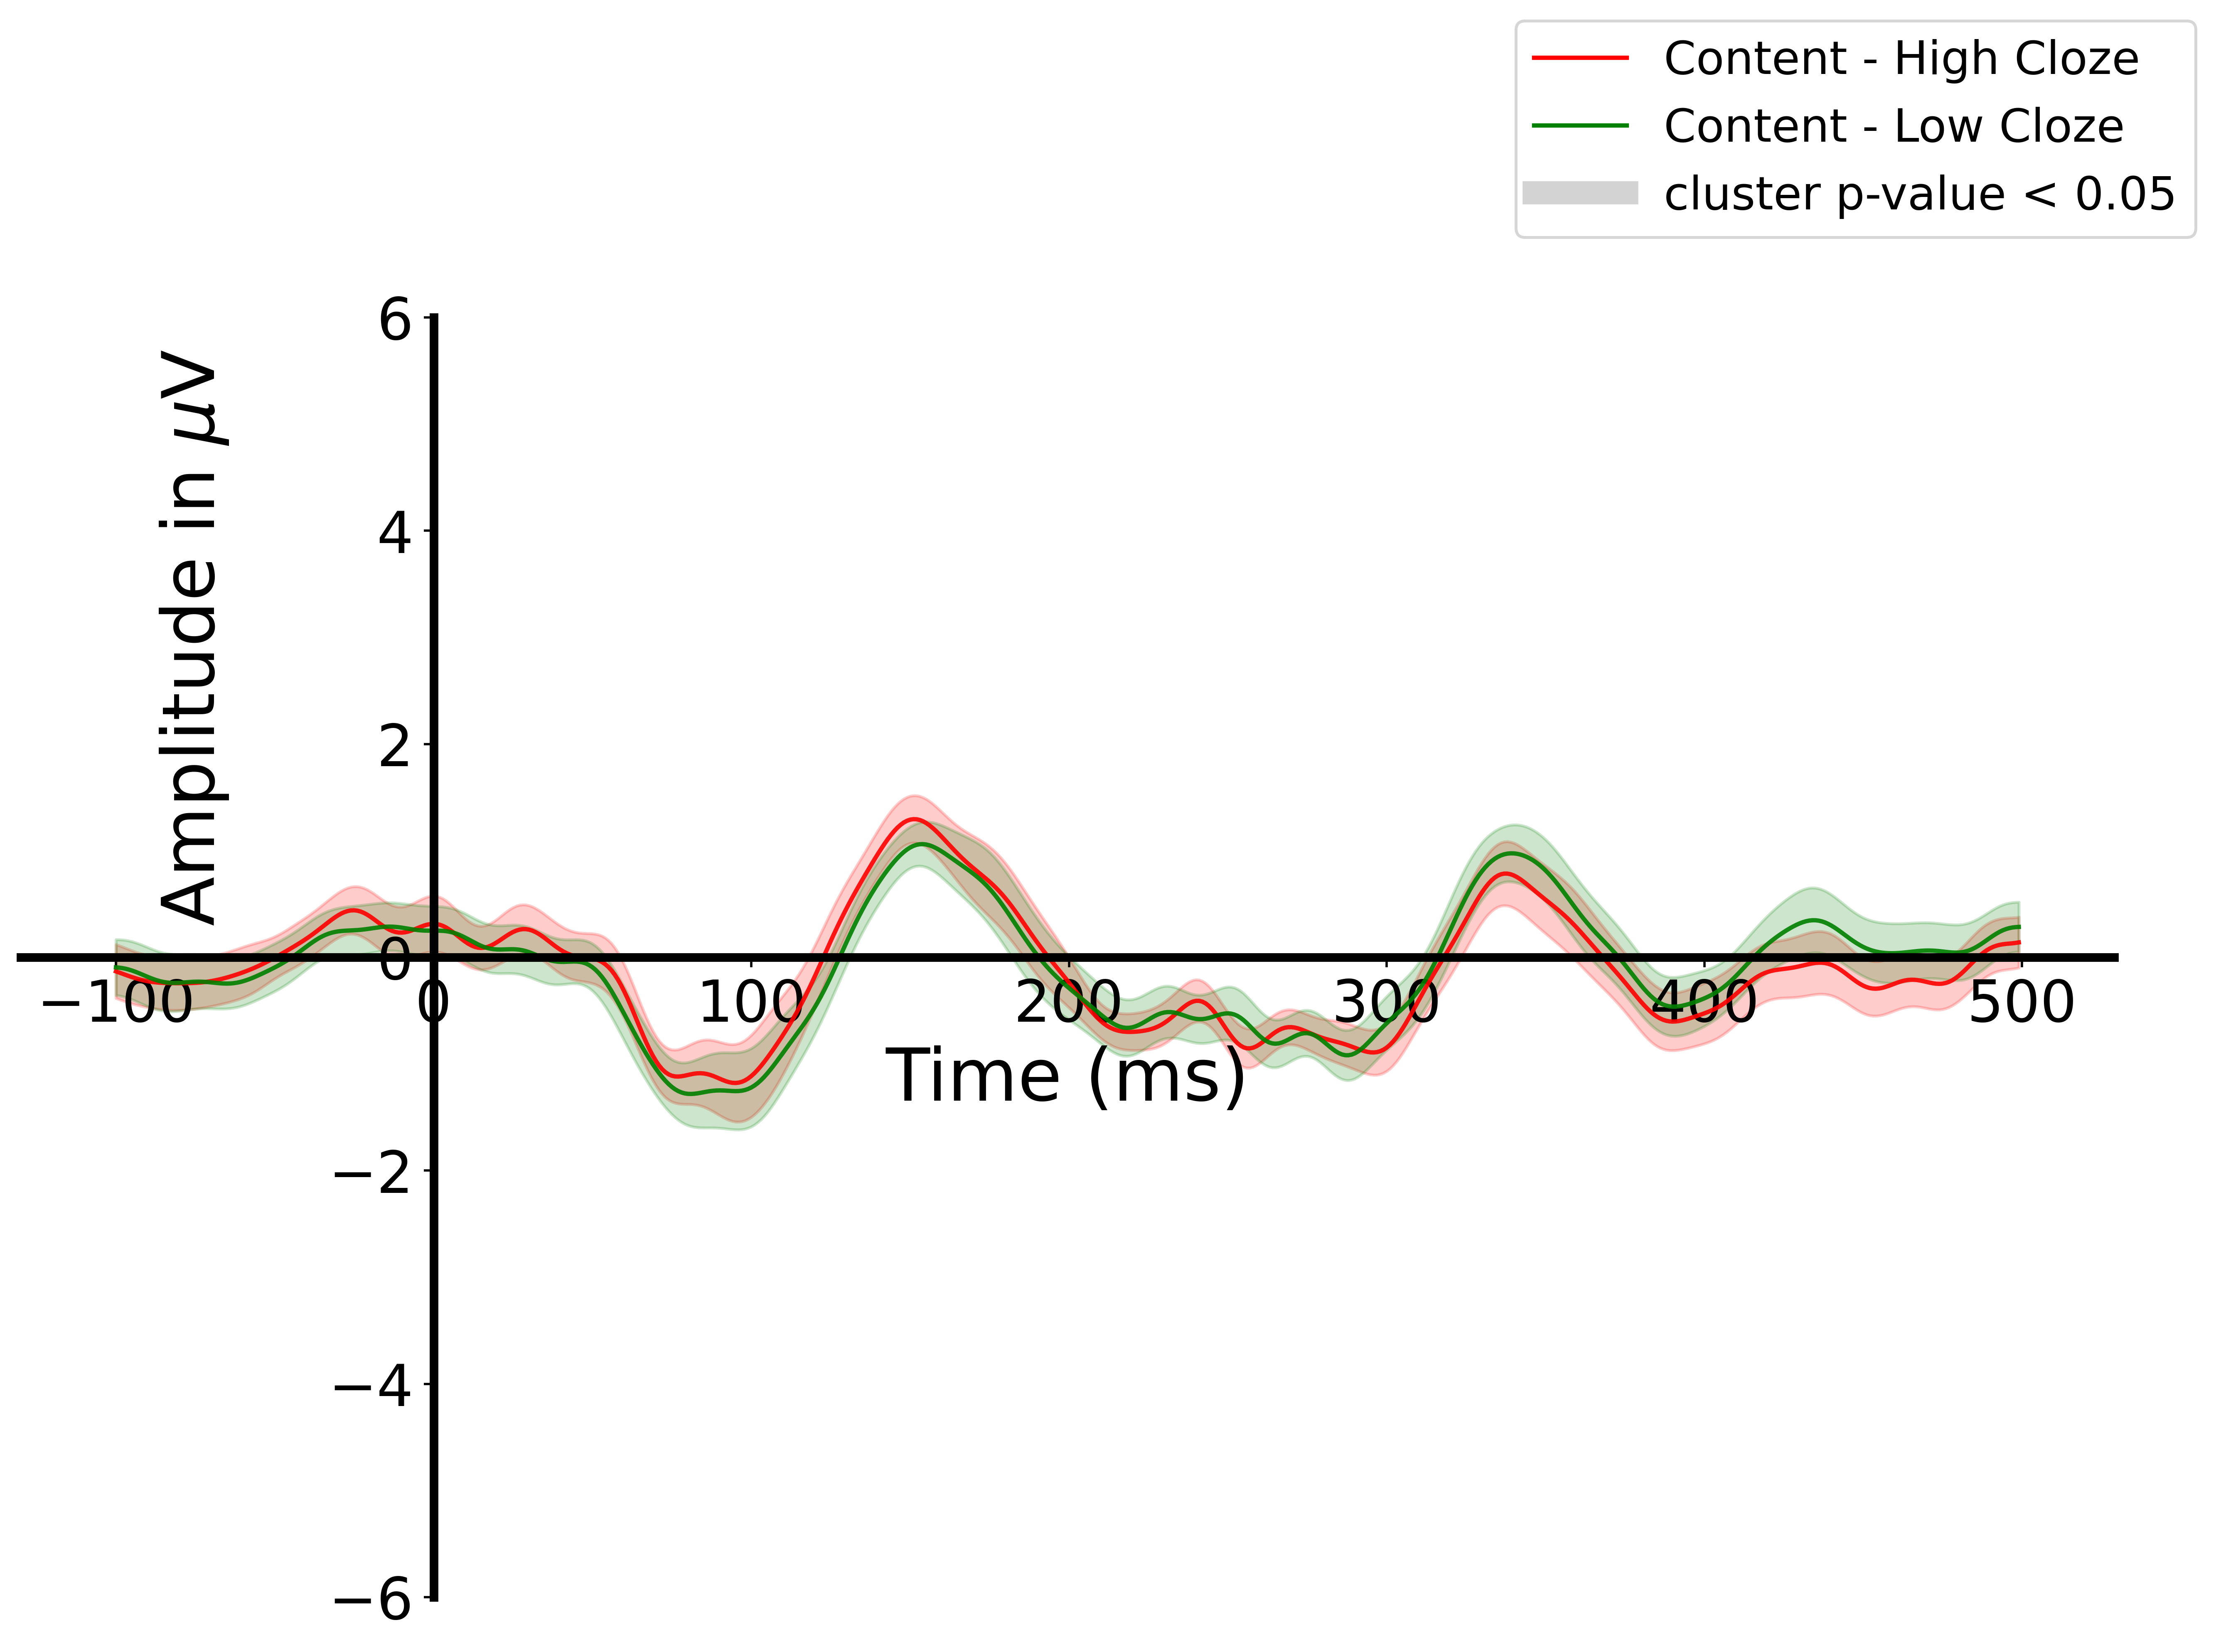 Content - High Cloze
Content - Low Cloze
cluster p-value < 0.05
Amplitude in μV
6
4
2
0
−2
−4
−6
−100 0 100 200 300 400 500
Time (ms)